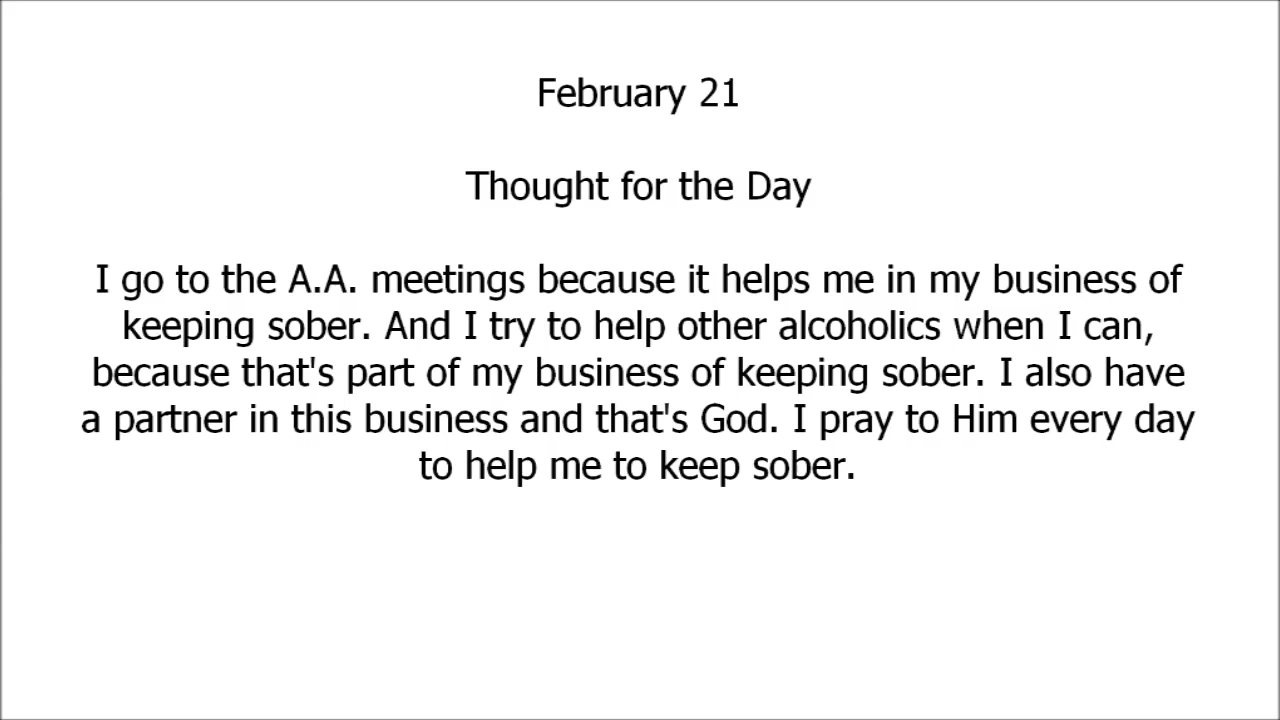 February 21
Thought for the Day
I go to the A.A. meetings because it helps me in my business of
keeping sober. And I try to help other alcoholics when I can,
because that's part of my business of keeping sober. I also have
a partner in this business and that's God. I pray to Him every day
to help me to keep sober.